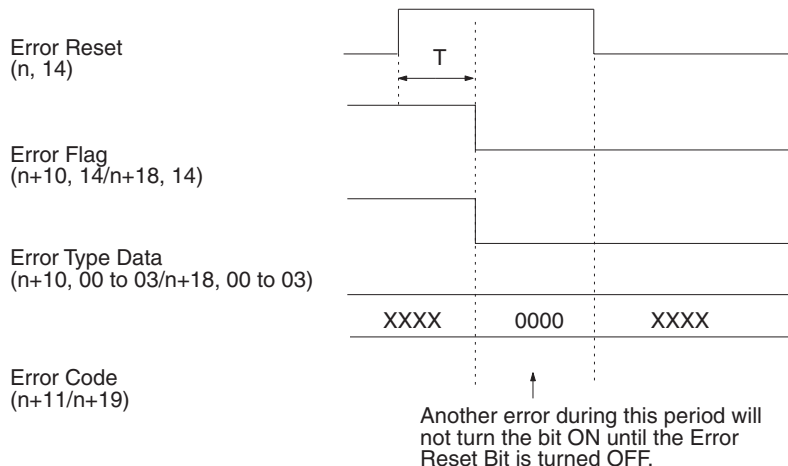 Error Reset
(n, 14)
T
Error Flag
(n+10, 14/n+18, 14)
Error Type Data
(n+10, 00 to 03/n+18, 00 to 03)
XXXX 0000 XXXX
Error Code
(n+11/n+19)
Another error during this period will
not turn the bit ON until the Error
Reset Bit is turned OFF.